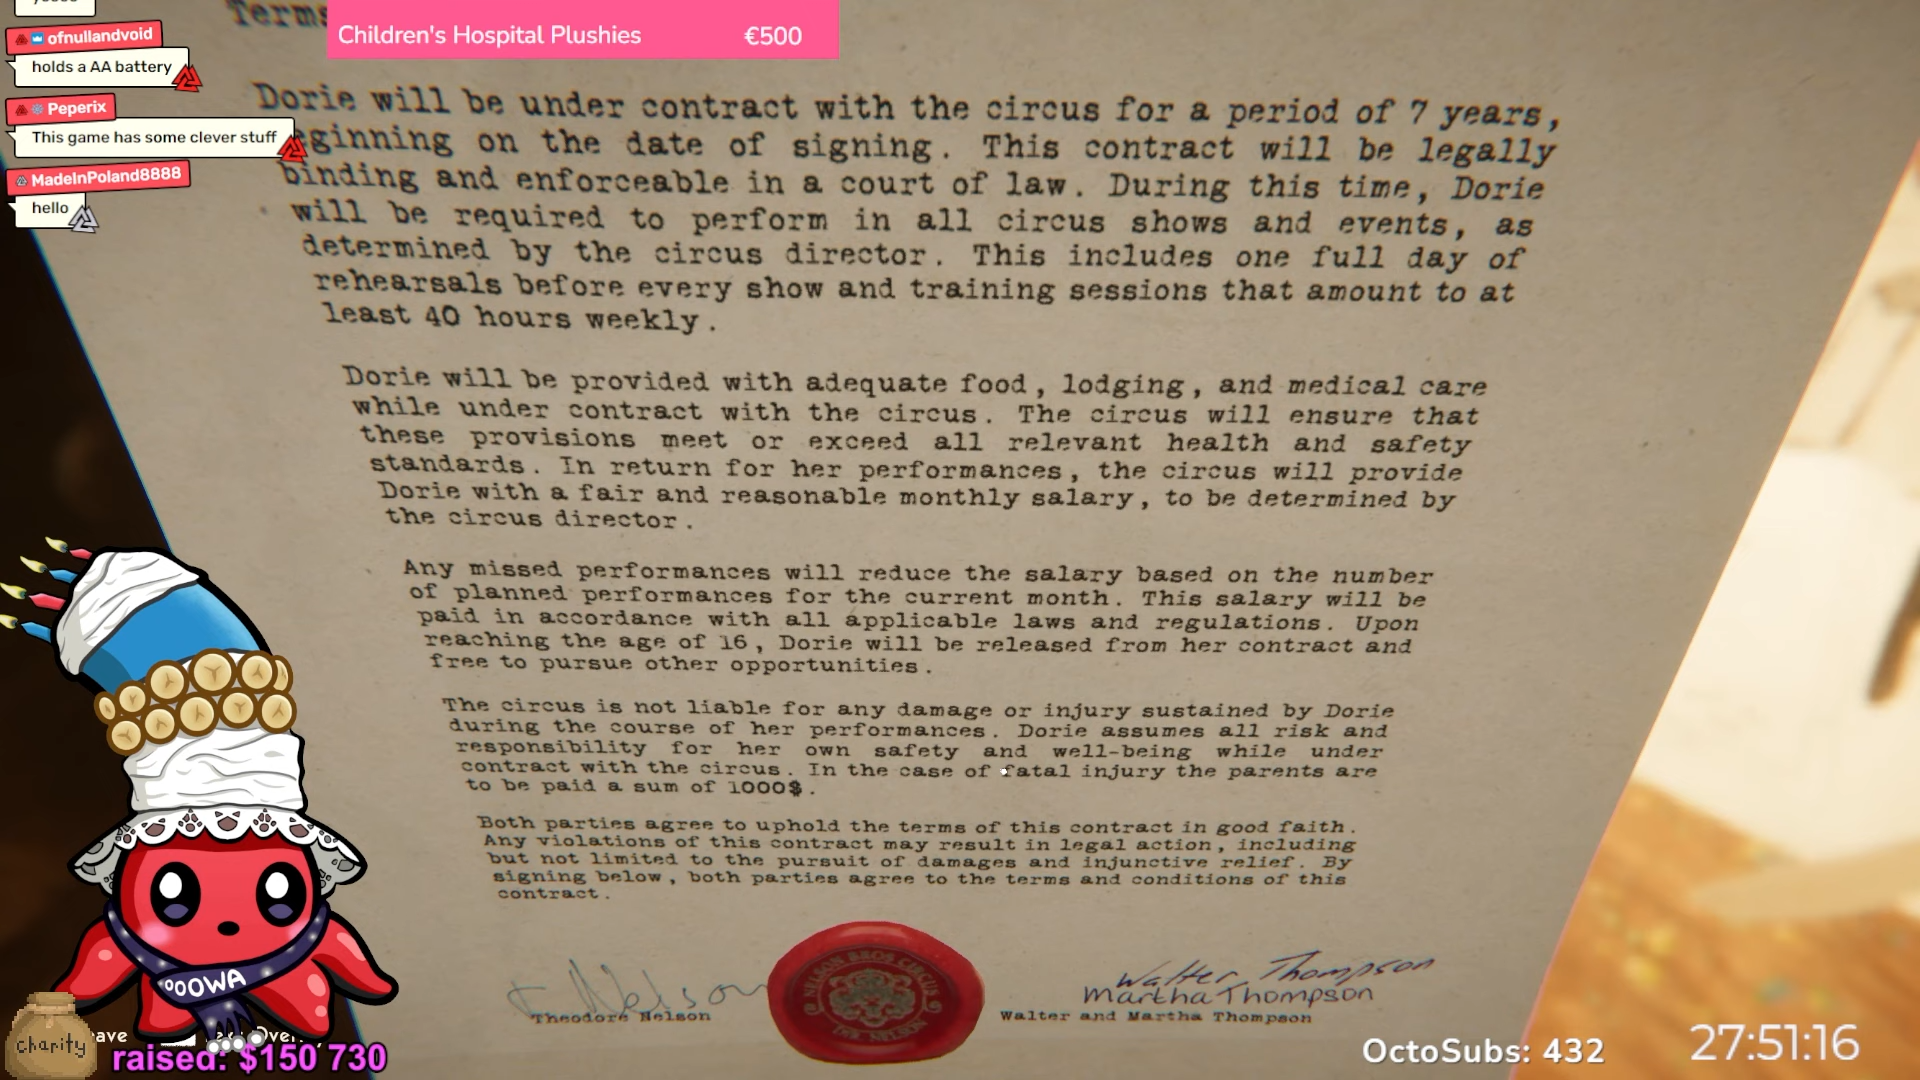 Terms
Children's Hospital Plushies €500
ofnullandvoid
holds a AA battery
Peperix
This game has some clever stuff
MadeInPoland8888
hello
Dorie will be under contract with the circus for a period of 7 years,
ginning on the date of signing. This contract will be legally
binding and enforceable in a court of law. During this time, Dorie
will be required to perform in all circus shows and events, as
determined by the circus director. This includes one full day of
rehearsals before every show and training sessions that amount to at
least 40 hours weekly.
Dorie will be provided with adequate food, lodging, and medical care
while under contract with the circus. The circus will ensure that
these provisions meet or exceed all relevant health and safety
standards. In return for her performances, the circus will provide
Dorie with a fair and reasonable monthly salary, to be determined by
the circus director.
Any missed performances will reduce the salary based on the number
of planned performances for the current month. This salary will be
paid in accordance with all applicable laws and regulations. Upon
reaching the age of 16, Dorie will be released from her contract and
free to pursue other opportunities.
The circus is not liable for any damage or injury sustained by Dorie
during the course of her performances. Dorie assumes all risk and
responsibility for her own safety and well-being while under
contract with the circus. In the case of fatal injury the parents are
to be paid a sum of 1000$.
Both parties agree to uphold the terms of this contract in good faith.
Any violations of this contract may result in legal action, including
but not limited to the pursuit of damages and injunctive relief. By
signing below, both parties agree to the terms and conditions of this
contract.
Nelson
Theodore Nelson
NELSON BROS CIRCUS
Walter Thompson
Martha Thompson
Walter and Martha Thompson
OOOWA
charity
raised: $150 730
OctoSubs: 432
27:51:16